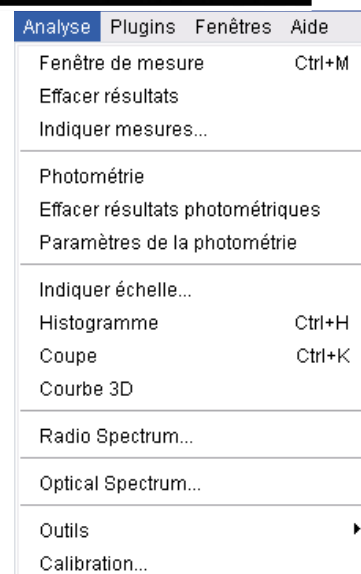 Analyse Plugins Fenêtres Aide
Fenêtre de mesure Ctrl+M
Effacer résultats
Indiquer mesures...
Photométrie
Effacer résultats photométriques
Paramètres de la photométrie
Indiquer échelle...
Histogramme Ctrl+H
Coupe Ctrl+K
Courbe 3D
Radio Spectrum...
Optical Spectrum...
Outils
Calibration...